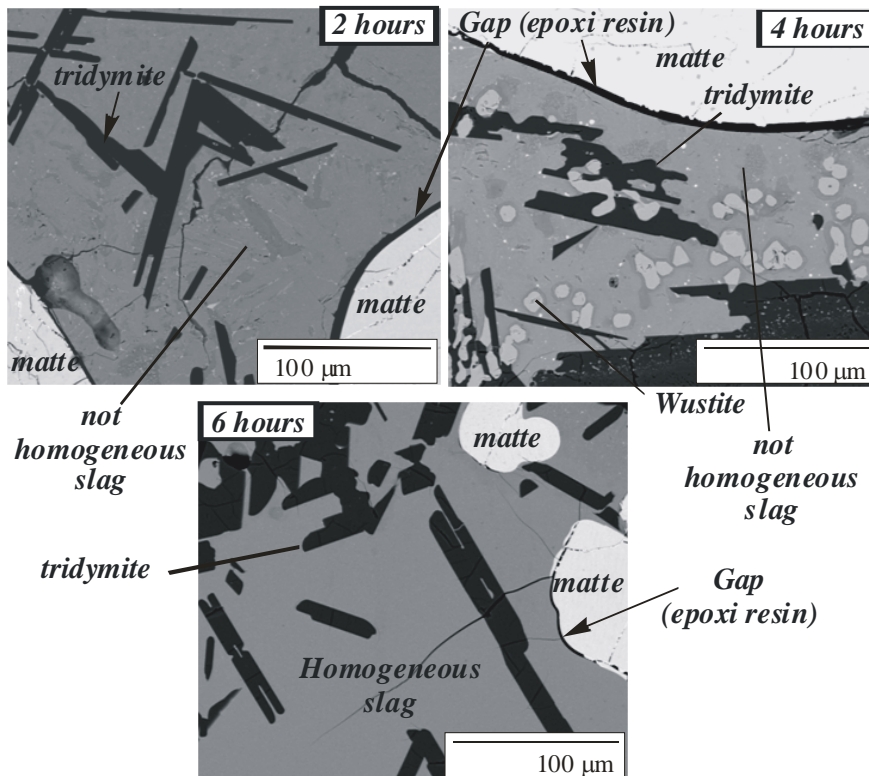 2 hours
Gap (epoxi resin)
4 hours
tridymite
matte
tridymite
matte
matte
100 μm
100 μm
not
homogeneous
slag
6 hours
matte
Wustite
not
homogeneous
slag
tridymite
matte
Gap
(epoxi resin)
Homogeneous
slag
100 μm